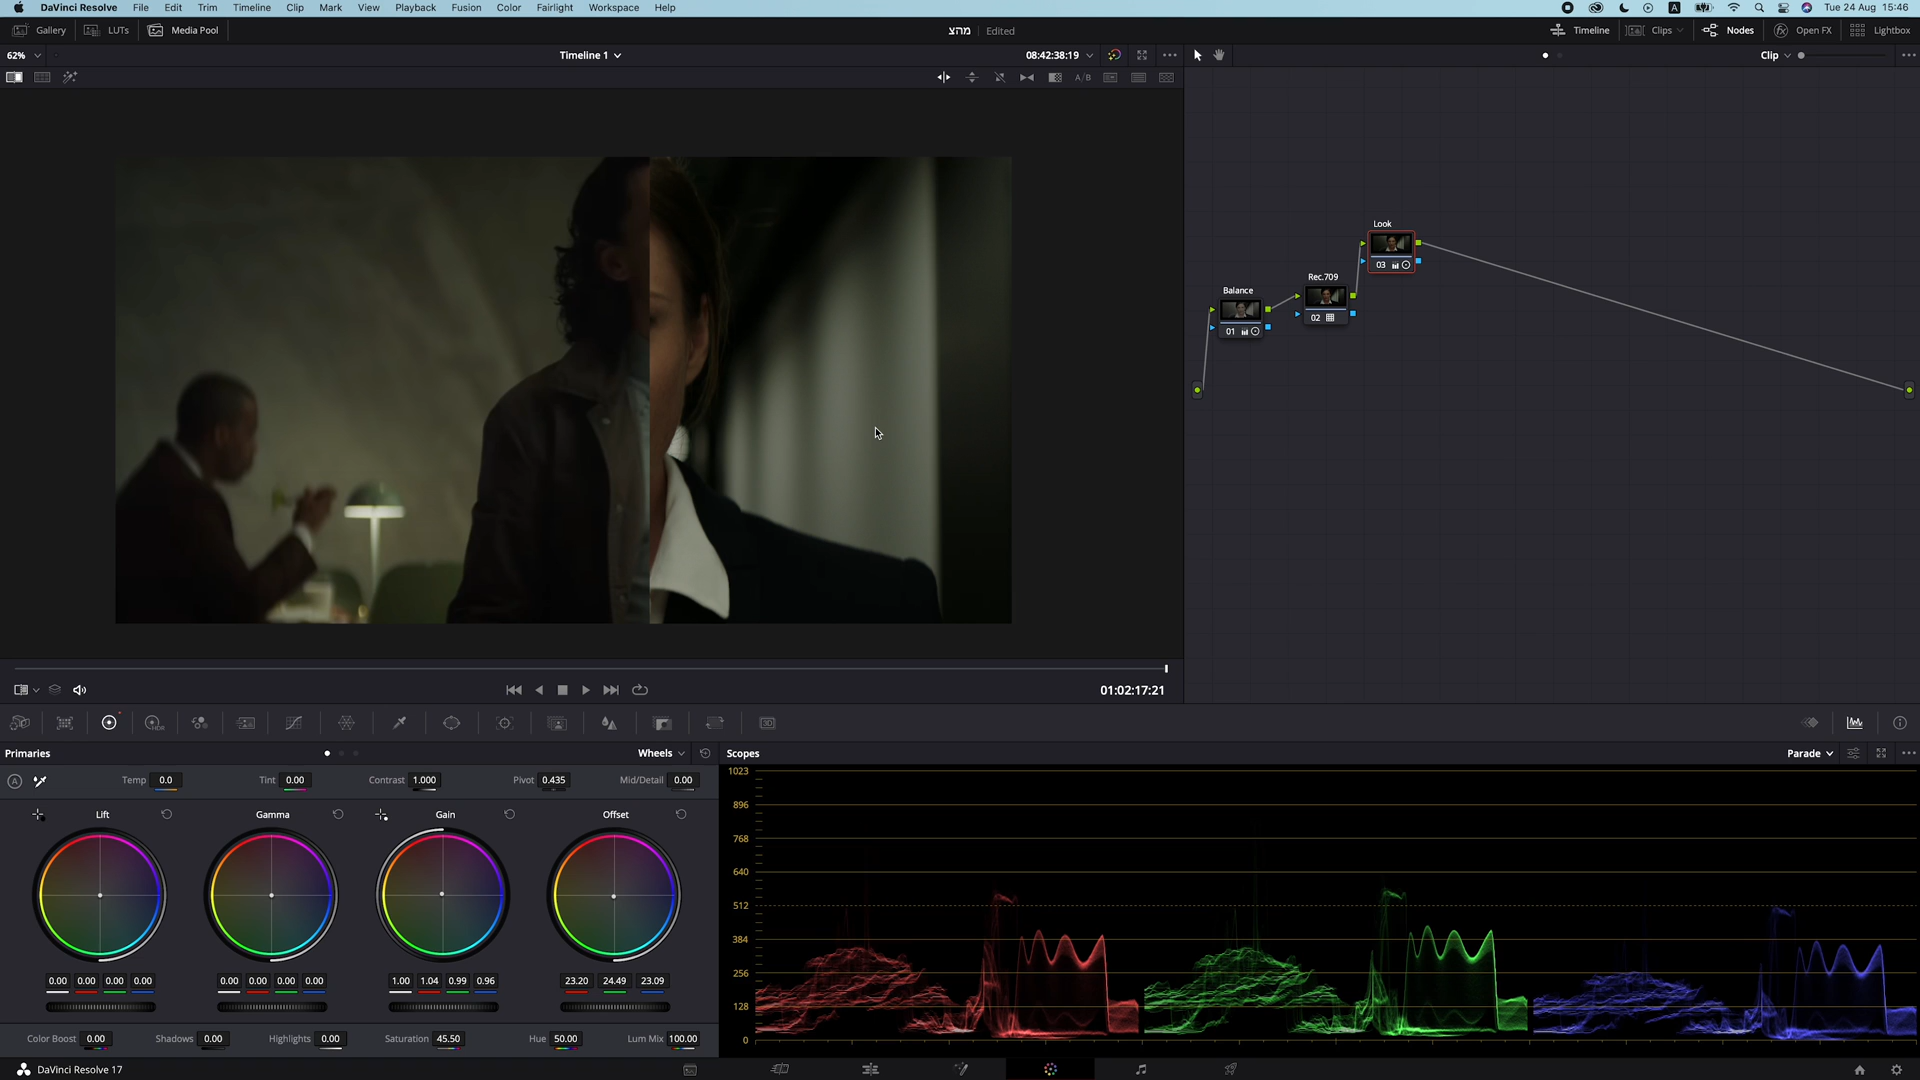 DaVinci Resolve File Edit Trim Timeline Clip Mark View Playback Fusion Color Fairlight Workspace Help A Tue 24 Aug 15:46
Gallery LUTs Media Pool מרהצ Edited Timeline Clips Nodes Open FX Lightbox
62% Timeline 1 08:42:38:19 Clip
A/B
Look
03
Rec.709
02
Balance
01
01:02:17:21
HDR
3D
Primaries Wheels Scopes Parade
A Temp 0.0 Tint 0.00 Contrast 1.000 Pivot 0.435 Mid/Detail 0.00
Lift Gamma Gain Offset
0.00 0.00 0.00 0.00 0.00 0.00 0.00 0.00 1.00 1.04 0.99 0.96 23.20 24.49 23.09
Color Boost 0.00 Shadows 0.00 Highlights 0.00 Saturation 45.50 Hue 50.00 Lum Mix 100.00
1023
896
768
640
512
384
256
128
0
DaVinci Resolve 17